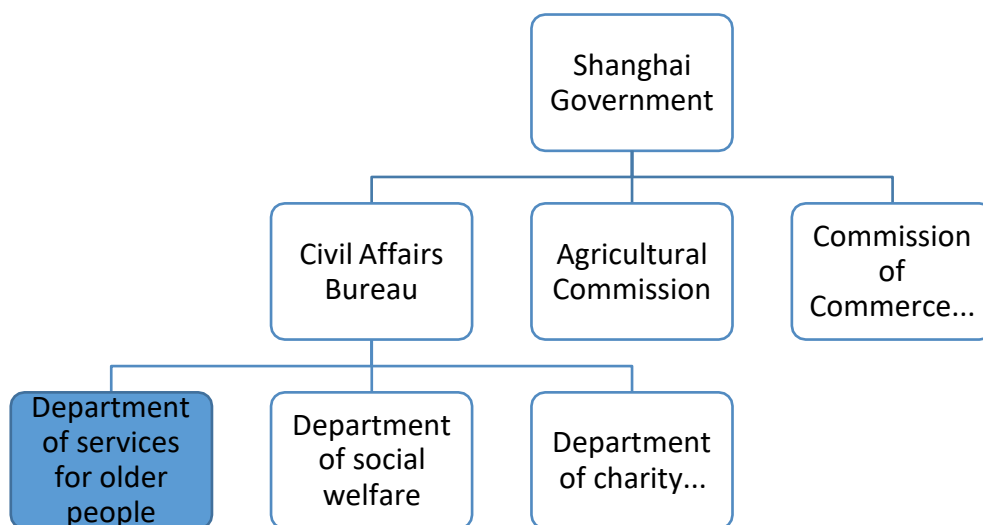 Shanghai
Government
Civil Affairs
Bureau
Agricultural
Commission
Commission
of
Commerce...
Department
of services
for older
people
Department
of social
welfare
Department
of charity...